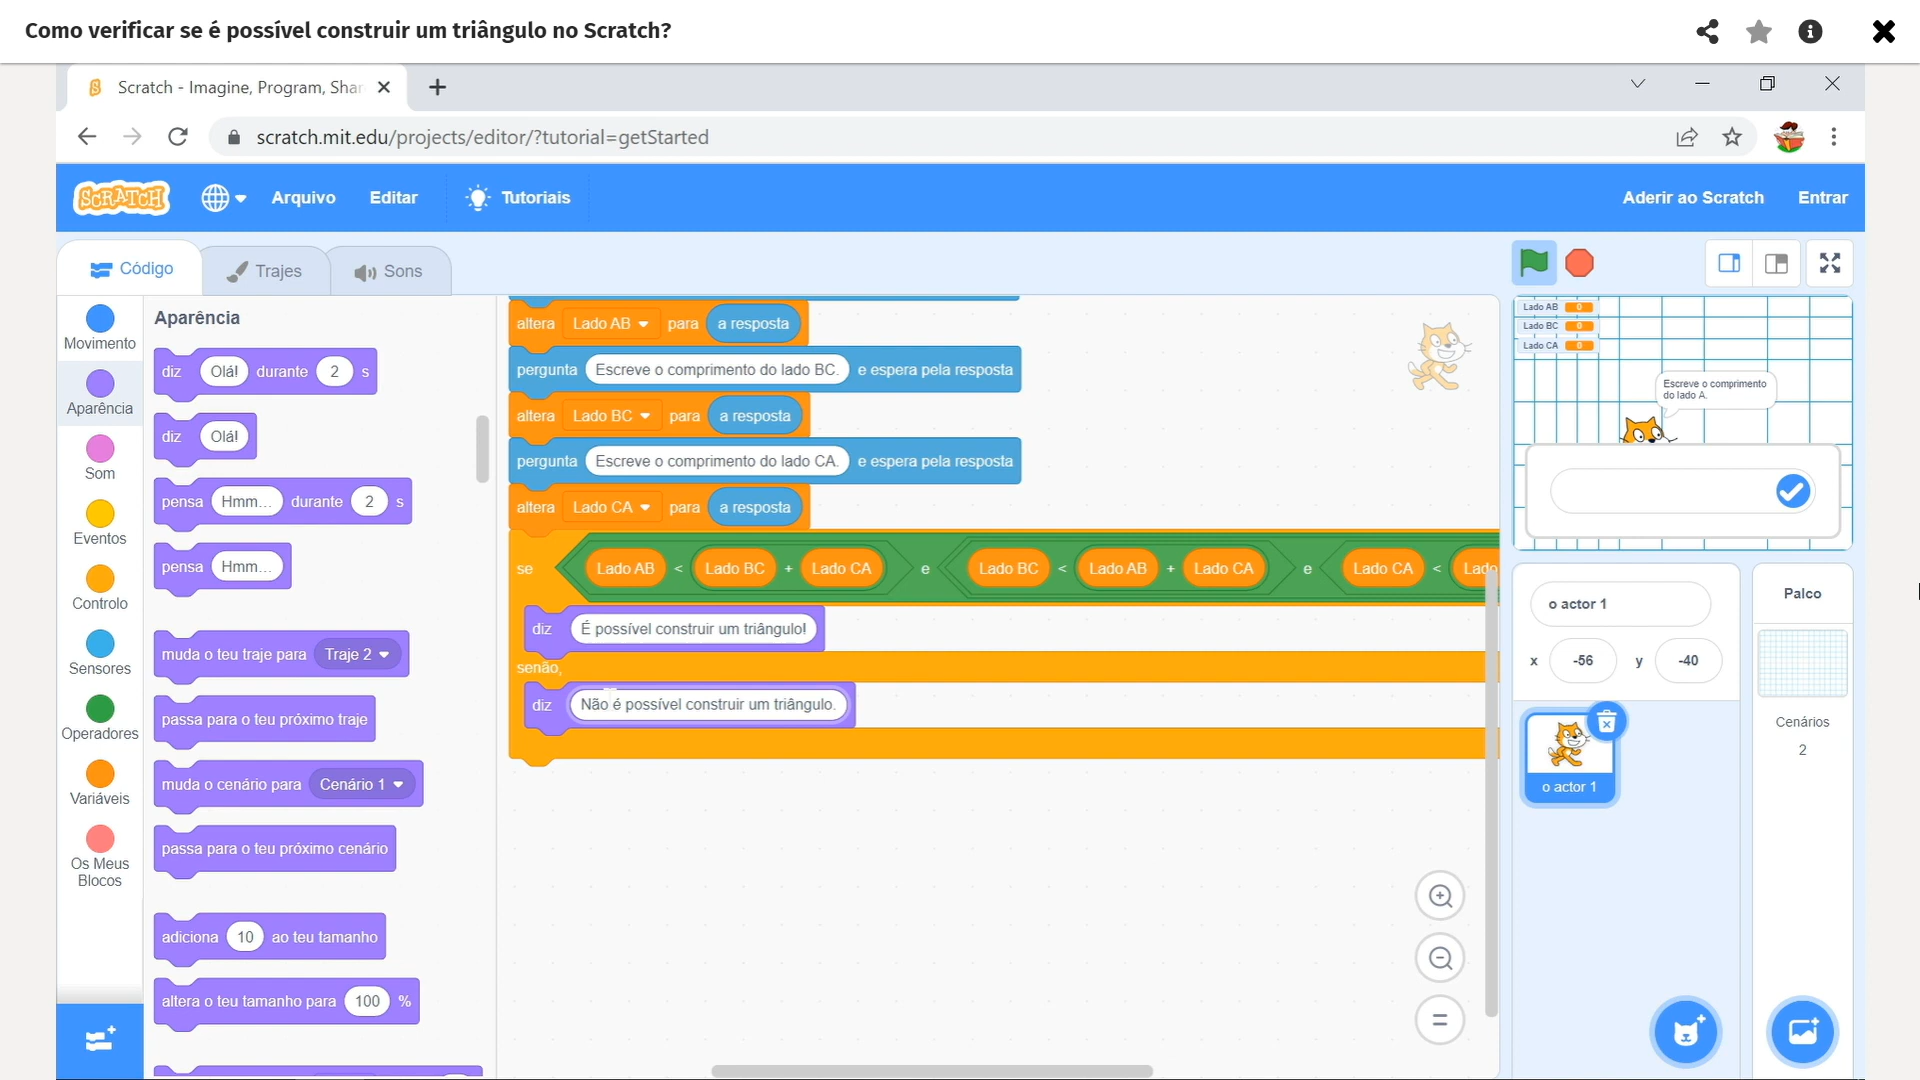 Como verificar se é possível construir um triângulo no Scratch?
Scratch - Imagine, Program, Shar
scratch.mit.edu/projects/editor/?tutorial=getStarted
SCRATCH
Arquivo
Editar
Tutoriais
Aderir ao Scratch
Entrar
Código
Trajes
Sons
Movimento
Aparência
Som
Eventos
Controlo
Sensores
Operadores
Variáveis
Os Meus
Blocos
Aparência
diz Olá! durante 2 s
diz Olá!
pensa Hmm... durante 2 s
pensa Hmm...
muda o teu traje para Traje 2
passa para o teu próximo traje
muda o cenário para Cenário 1
passa para o teu próximo cenário
adiciona 10 ao teu tamanho
altera o teu tamanho para 100 %
altera Lado AB para a resposta
pergunta Escreve o comprimento do lado BC. e espera pela resposta
altera Lado BC para a resposta
pergunta Escreve o comprimento do lado CA. e espera pela resposta
altera Lado CA para a resposta
se Lado AB < Lado BC + Lado CA e Lado BC < Lado AB + Lado CA e Lado CA < Lado
diz É possível construir um triângulo!
senão,
diz Não é possível construir um triângulo.
Lado AB 0
Lado BC 0
Lado CA 0
Escreve o comprimento
do lado A.
o actor 1
x -56 y -40
o actor 1
Palco
Cenários
2